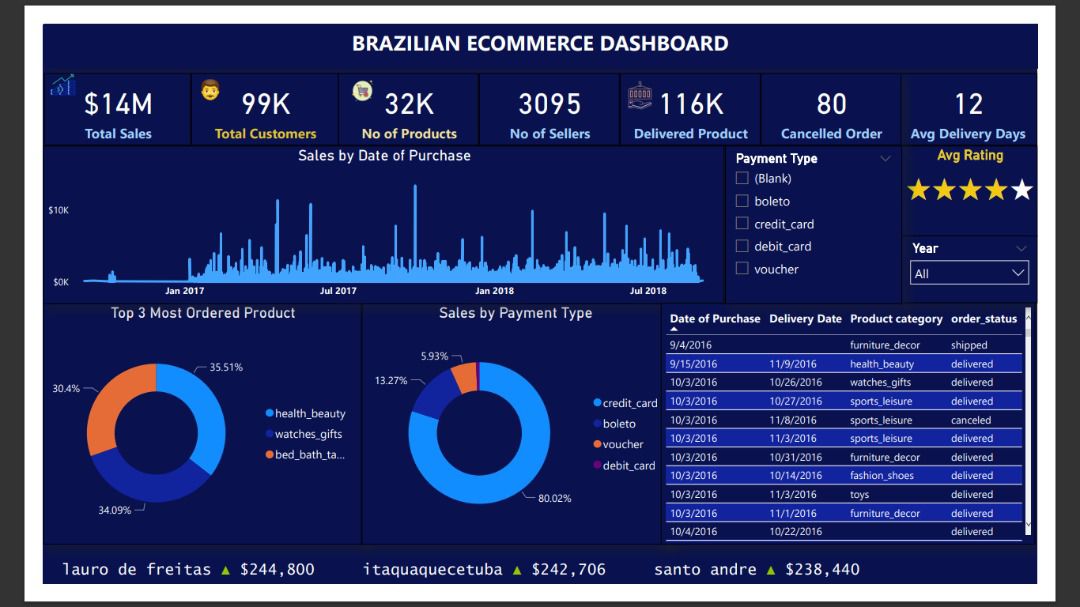 BRAZILIAN ECOMMERCE DASHBOARD
$14M
Total Sales
99K
Total Customers
32K
No of Products
3095
No of Sellers
116K
Delivered Product
80
Cancelled Order
12
Avg Delivery Days
Sales by Date of Purchase
$10K
$0K
Jan 2017 Jul 2017 Jan 2018 Jul 2018
Payment Type
(Blank)
boleto
credit_card
debit_card
voucher
Avg Rating
Year
All
Top 3 Most Ordered Product
35.51%
30.4%
34.09%
health_beauty
watches_gifts
bed_bath_ta...
Sales by Payment Type
5.93%
13.27%
80.02%
credit_card
boleto
voucher
debit_card
Date of Purchase Delivery Date Product category order_status
9/4/2016 furniture_decor shipped
9/15/2016 11/9/2016 health_beauty delivered
10/3/2016 10/26/2016 watches_gifts delivered
10/3/2016 10/27/2016 sports_leisure delivered
10/3/2016 11/8/2016 sports_leisure canceled
10/3/2016 11/3/2016 sports_leisure delivered
10/3/2016 10/31/2016 furniture_decor delivered
10/3/2016 10/14/2016 fashion_shoes delivered
10/3/2016 11/3/2016 toys delivered
10/3/2016 11/1/2016 furniture_decor delivered
10/4/2016 10/22/2016 delivered
lauro de freitas ▲ $244,800 itaquaquecetuba ▲ $242,706 santo andre ▲ $238,440